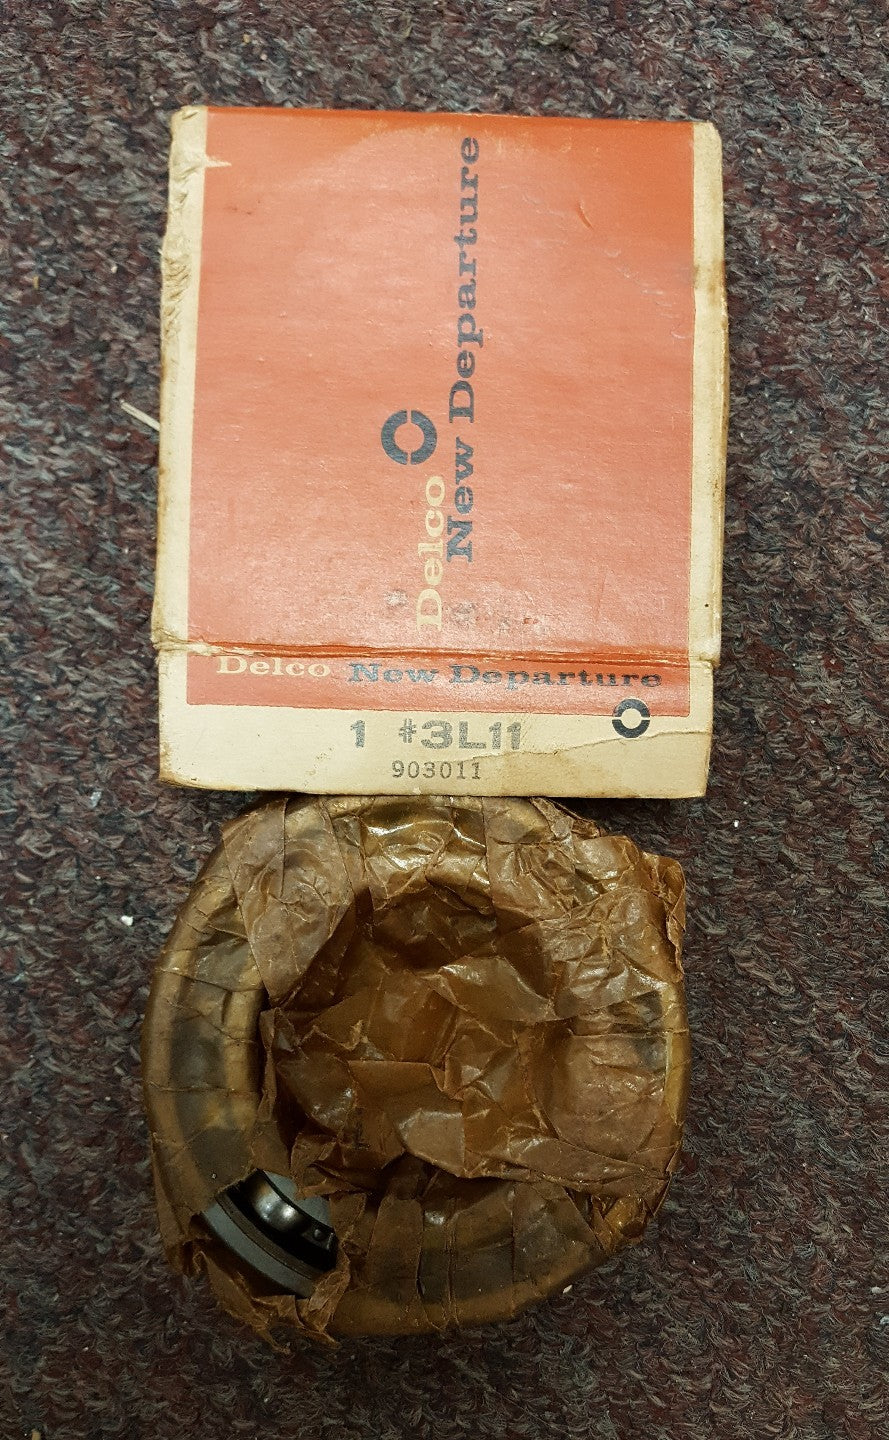 Delco
New Departure
Delco New Departure
1 #3L11
903011